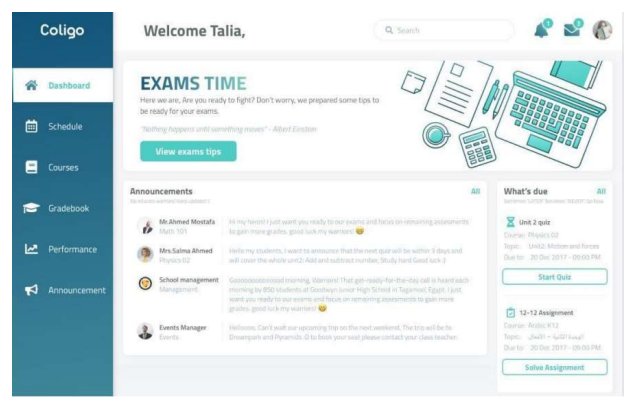 Coligo
Welcome Talia,
Search
1
3
Dashboard
Schedule
Courses
Gradebook
Performance
Announcement
EXAMS TIME
Here we are, Are you ready to fight? Don't worry, we prepared some tips to
be ready for your exams.
"Nothing happens until something moves" - Albert Einstein
View exams tips
Announcements
All
Mr.Ahmed Mostafa
Math 101
Hi my heros! I just want you ready to our exams and focus on remaining assesments
to gain more grades. good luck my warriors! 😄
Mrs.Salma Ahmed
Physics 02
Hello my students, I want to announce that the next quiz will be within 3 days and
will cover the whole unit2: Add and subtract number, Study hard Good luck :)
School management
Management
morning, Warriors! That get-ready-for-the-day call is heard each
morning by 850 students at Goodwyn Junior High School in Tagamoa, Egypt. I just
want you ready to our exams and focus on remaining assesments to gain more
grades. good luck my warriors! 😄
Events Manager
Events
Hellooo, Can't wait our upcoming trip on the next weekend, The trip will be to
Dreampark and Pyramids :D to book your seat please contact your class teacher.
What's due
All
Unit 2 quiz
Course: Physics 02
Topic: Unit2: Motion and forces
Due to: 20 Dec 2017 - 09:00 PM
Start Quiz
12-12 Assignment
Course: Arabic K12
Topic: الوحدة الثانية - الأفعال
Due to: 20 Dec 2017 - 09:00 PM
Solve Assignment